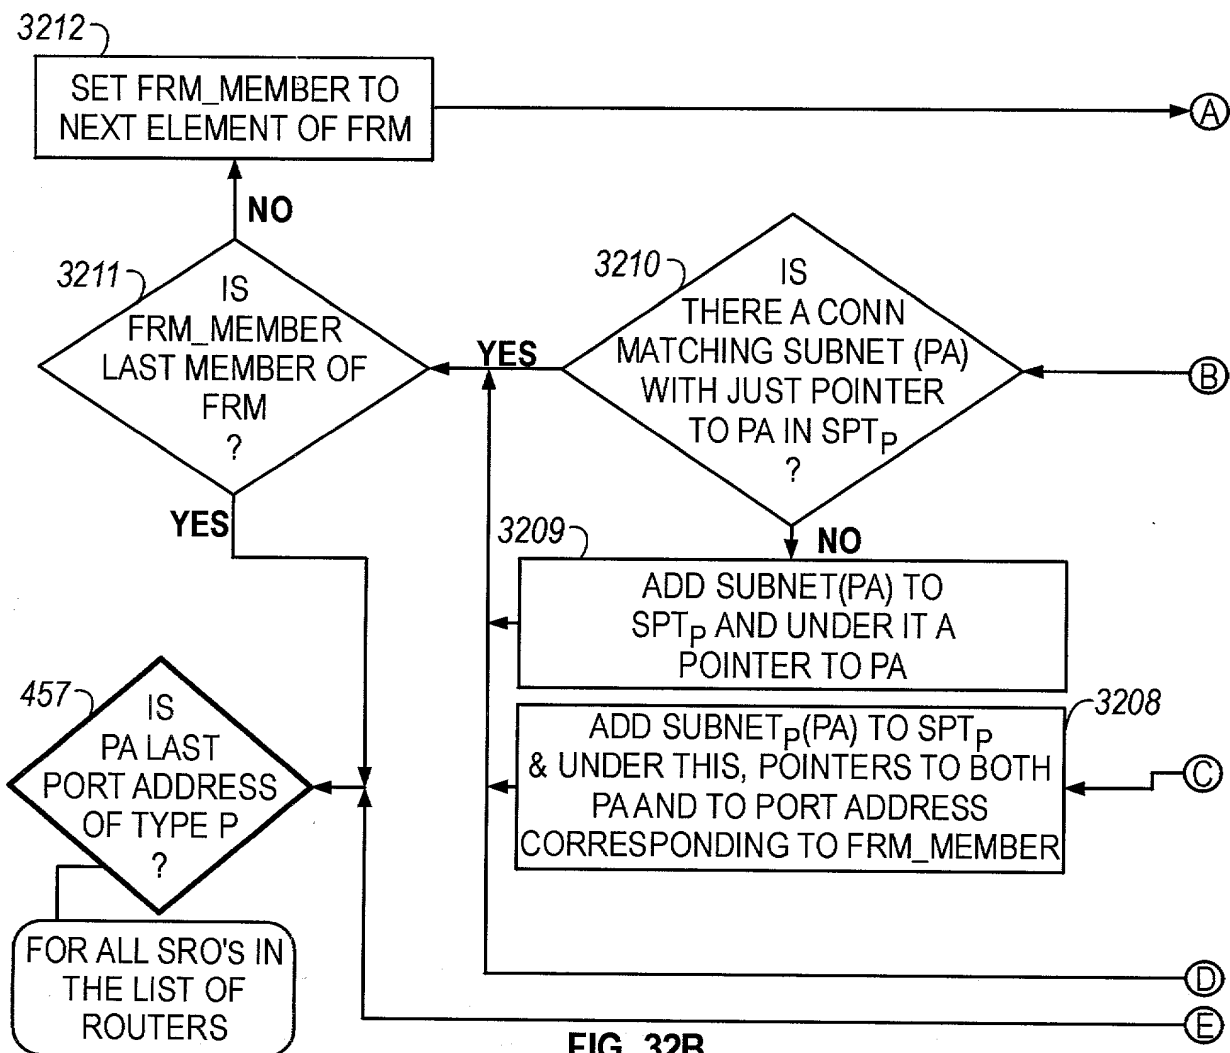 3212
SET FRM_MEMBER TO
NEXT ELEMENT OF FRM
A
NO
3211
IS
FRM_MEMBER
LAST MEMBER OF
FRM
?
YES
3210
IS
THERE A CONN
MATCHING SUBNET (PA)
WITH JUST POINTER
TO PA IN SPTP
?
YES
B
NO
3209
ADD SUBNET(PA) TO
SPTP AND UNDER IT A
POINTER TO PA
3208
ADD SUBNETP(PA) TO SPTP
& UNDER THIS, POINTERS TO BOTH
PA AND TO PORT ADDRESS
CORRESPONDING TO FRM_MEMBER
C
457
IS
PA LAST
PORT ADDRESS
OF TYPE P
?
FOR ALL SRO'S IN
THE LIST OF
ROUTERS
D
E
FIG. 32B